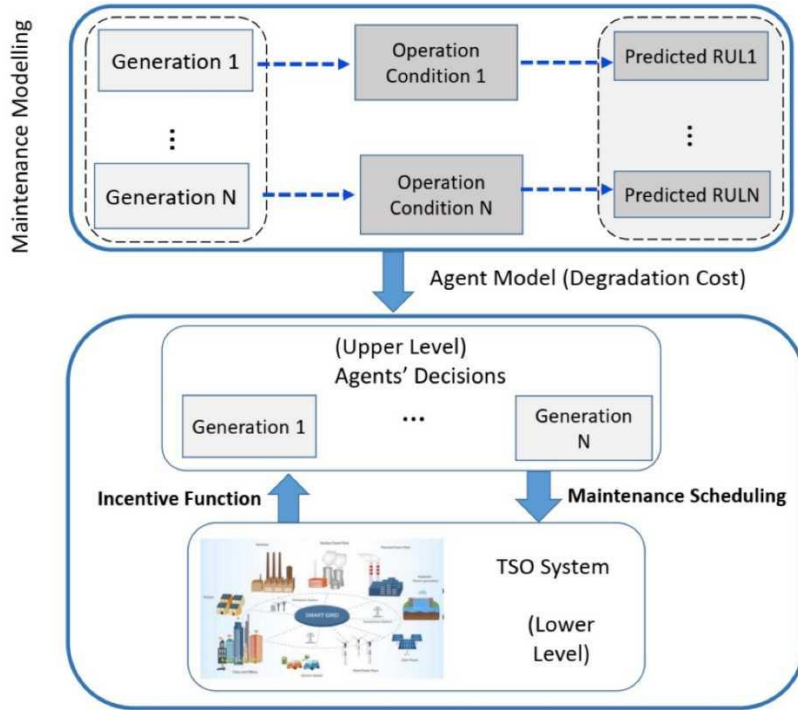 Maintenance Modelling
Generation 1
Operation
Condition 1
Predicted RUL1
...
...
Generation N
Operation
Condition N
Predicted RULN
Agent Model (Degradation Cost)
(Upper Level)
Agents' Decisions
Generation 1
...
Generation
N
Incentive Function
Maintenance Scheduling
TSO System
(Lower
Level)
SMART GRID